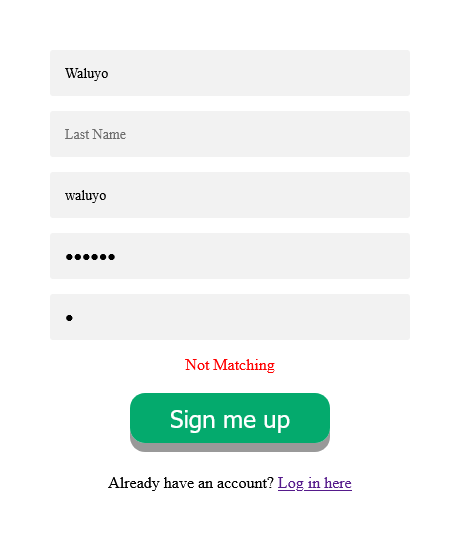 Waluyo
Last Name
waluyo
●●●●●●
●
Not Matching
Sign me up
Already have an account? Log in here